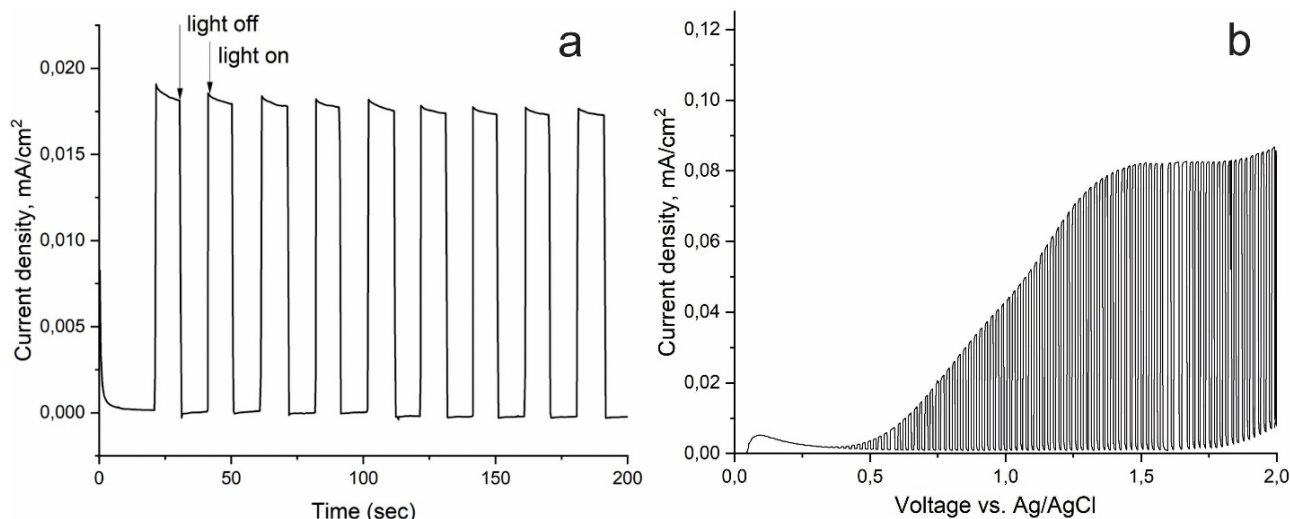 light off
light on
a
0,020
0,015
0,010
0,005
0,000
Current density, mA/cm²
0
50
100
150
200
Time (sec)
b
0,12
0,10
0,08
0,06
0,04
0,02
0,00
Current density, mA/cm²
0,0
0,5
1,0
1,5
2,0
Voltage vs. Ag/AgCl